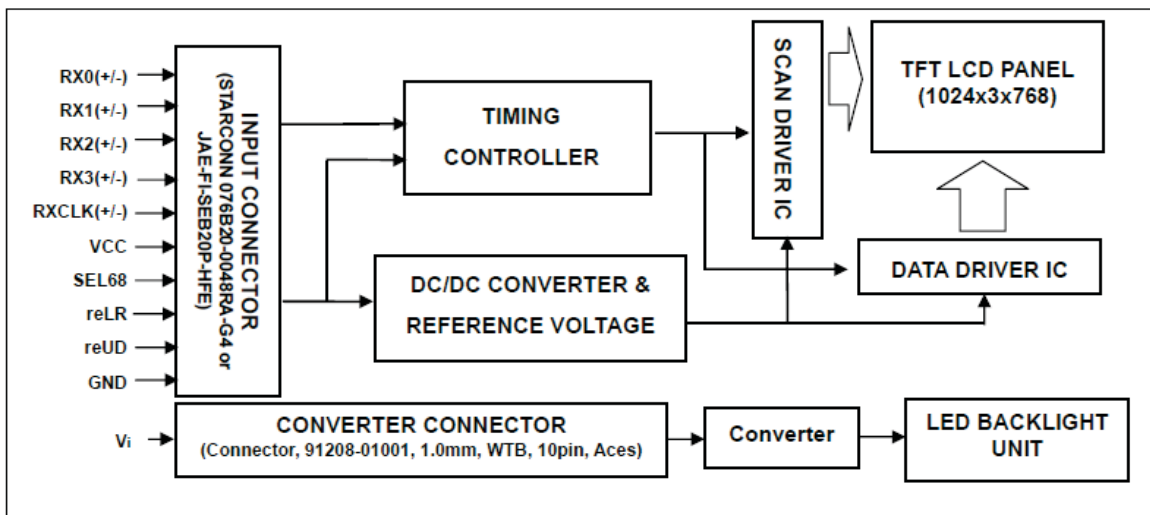 RX0(+/-)
RX1(+/-)
RX2(+/-)
RX3(+/-)
RXCLK(+/-)
VCC
SEL68
reLR
reUD
GND
INPUT CONNECTOR
(STARCONN 076B20-0048RA-G4 or
JAE-FI-SEB20P-HFE)
TIMING
CONTROLLER
DC/DC CONVERTER &
REFERENCE VOLTAGE
SCAN DRIVER IC
TFT LCD PANEL
(1024x3x768)
DATA DRIVER IC
Vi
CONVERTER CONNECTOR
(Connector, 91208-01001, 1.0mm, WTB, 10pin, Aces)
Converter
LED BACKLIGHT
UNIT